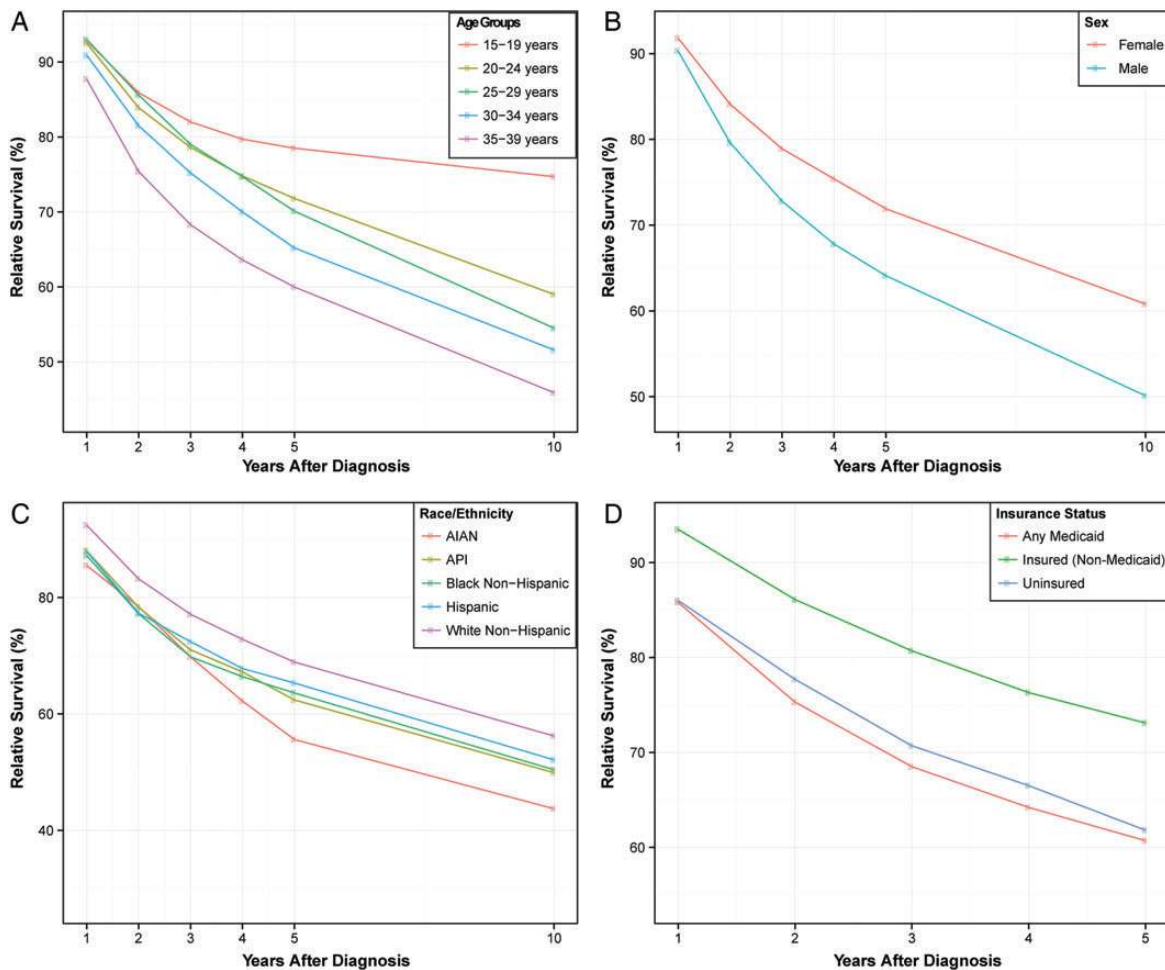 A
Age Groups
15-19 years
20-24 years
25-29 years
30-34 years
35-39 years
90
80
70
60
50
Relative Survival (%)
1 2 3 4 5 10
Years After Diagnosis
B
Sex
Female
Male
90
80
70
60
50
Relative Survival (%)
1 2 3 4 5 10
Years After Diagnosis
C
Race/Ethnicity
AIAN
API
Black Non-Hispanic
Hispanic
White Non-Hispanic
80
60
40
Relative Survival (%)
1 2 3 4 5 10
Years After Diagnosis
D
Insurance Status
Any Medicaid
Insured (Non-Medicaid)
Uninsured
90
80
70
60
Relative Survival (%)
1 2 3 4 5
Years After Diagnosis